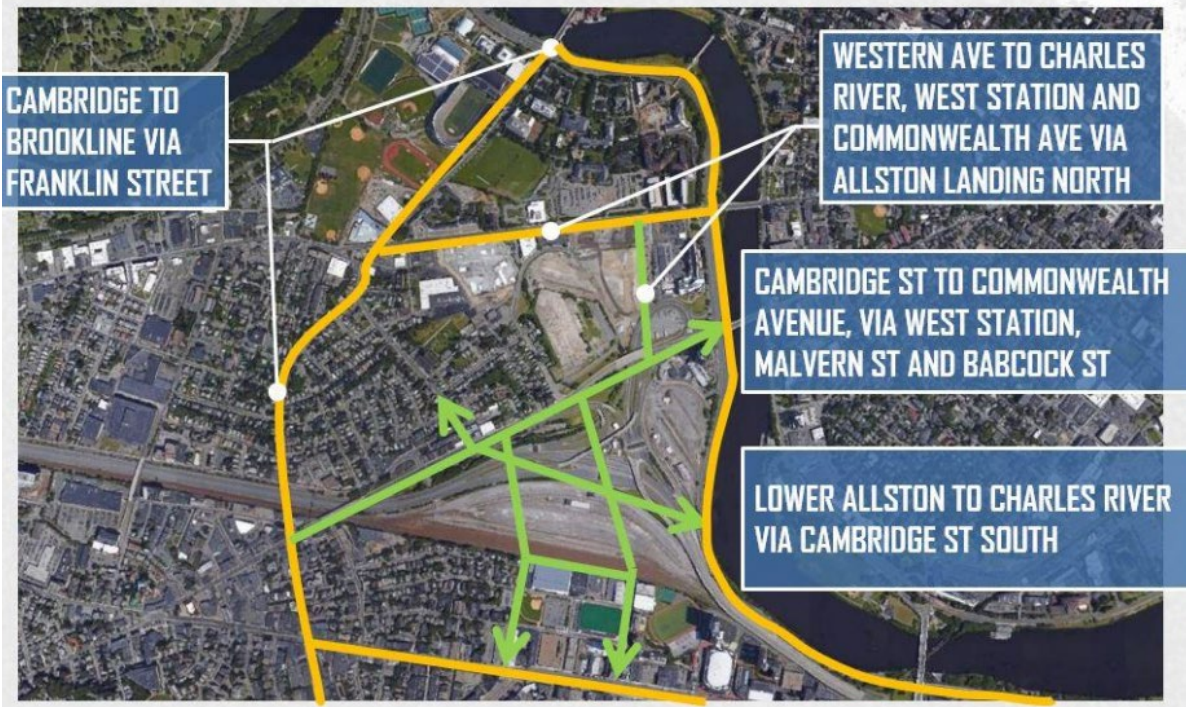 CAMBRIDGE TO
BROOKLINE VIA
FRANKLIN STREET
WESTERN AVE TO CHARLES
RIVER, WEST STATION AND
COMMONWEALTH AVE VIA
ALLSTON LANDING NORTH
CAMBRIDGE ST TO COMMONWEALTH
AVENUE, VIA WEST STATION,
MALVERN ST AND BABCOCK ST
LOWER ALLSTON TO CHARLES RIVER
VIA CAMBRIDGE ST SOUTH